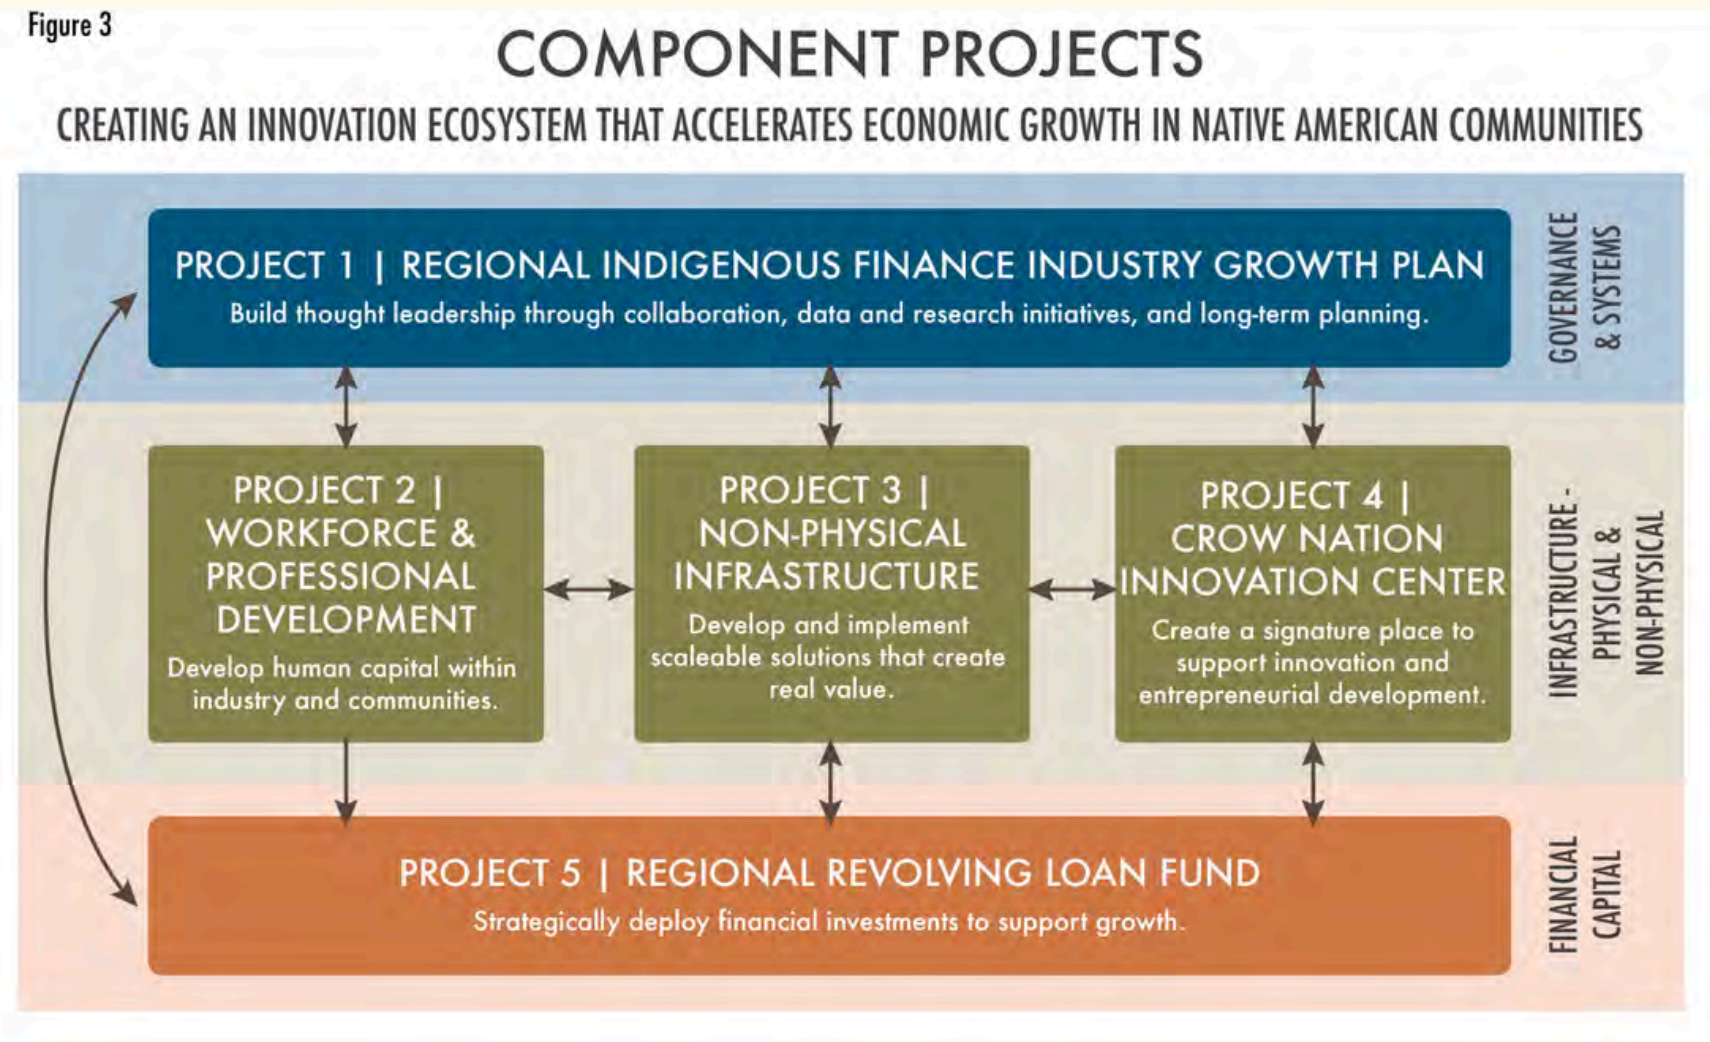 Figure 3
COMPONENT PROJECTS
CREATING AN INNOVATION ECOSYSTEM THAT ACCELERATES ECONOMIC GROWTH IN NATIVE AMERICAN COMMUNITIES
PROJECT 1 | REGIONAL INDIGENOUS FINANCE INDUSTRY GROWTH PLAN
Build thought leadership through collaboration, data and research initiatives, and long-term planning.
GOVERNANCE
& SYSTEMS
PROJECT 2 |
WORKFORCE &
PROFESSIONAL
DEVELOPMENT
Develop human capital within
industry and communities.
PROJECT 3 |
NON-PHYSICAL
INFRASTRUCTURE
Develop and implement
scaleable solutions that create
real value.
PROJECT 4 |
CROW NATION
INNOVATION CENTER
Create a signature place to
support innovation and
entrepreneurial development.
INFRASTRUCTURE -
PHYSICAL &
NON-PHYSICAL
PROJECT 5 | REGIONAL REVOLVING LOAN FUND
Strategically deploy financial investments to support growth.
FINANCIAL
CAPITAL